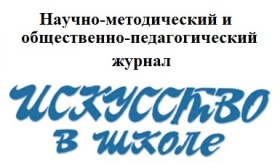 Научно-методический и
общественно-педагогический
журнал
ИСКУССТВО
в школе